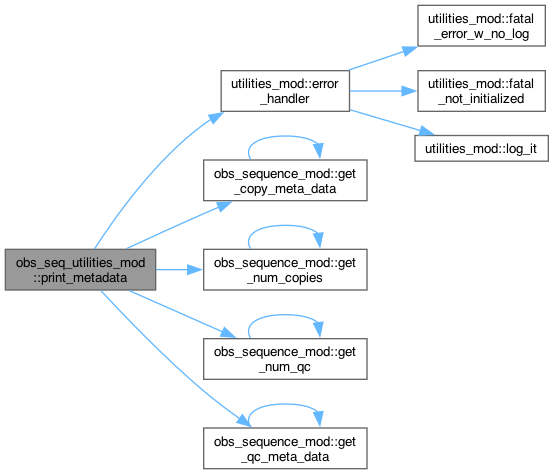 utilities_mod::fatal
_error_w_no_log
utilities_mod::error
_handler
utilities_mod::fatal
_not_initialized
utilities_mod::log_it
obs_sequence_mod::get
_copy_meta_data
obs_seq_utilities_mod
::print_metadata
obs_sequence_mod::get
_num_copies
obs_sequence_mod::get
_num_qc
obs_sequence_mod::get
_qc_meta_data